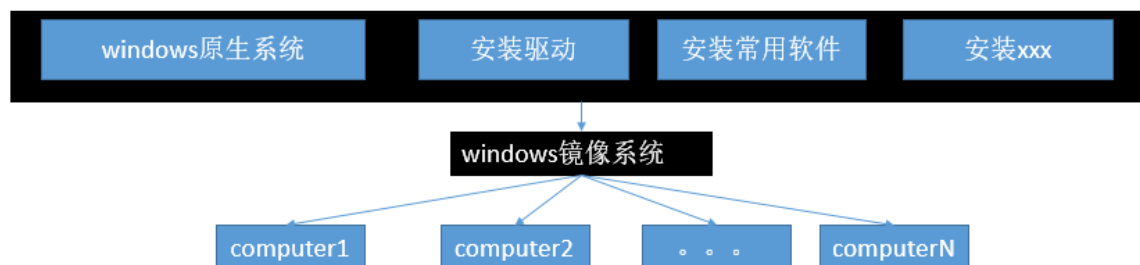 windows原生系统
安装驱动
安装常用软件
安装xxx
windows镜像系统
computer1
computer2
。。。
computerN